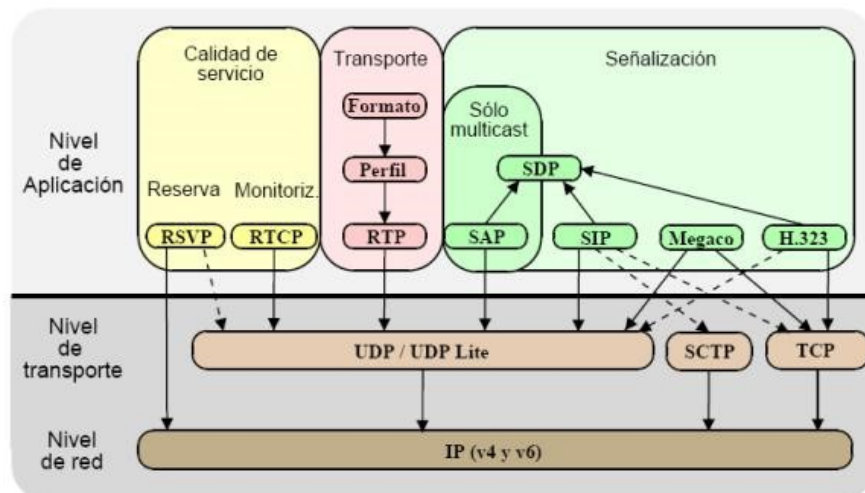 Calidad de
servicio
Transporte
Señalización
Formato
Sólo
multicast
Nivel
de
Aplicación
Perfil
SDP
Reserva
Monitoriz.
RSVP
RTCP
RTP
SAP
SIP
Megaco
H.323
Nivel
de
transporte
UDP / UDP Lite
SCTP
TCP
Nivel
de red
IP (v4 y v6)